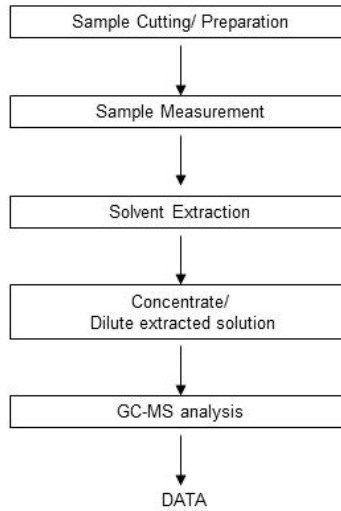 Sample Cutting/ Preparation
Sample Measurement
Solvent Extraction
Concentrate/
Dilute extracted solution
GC-MS analysis
DATA